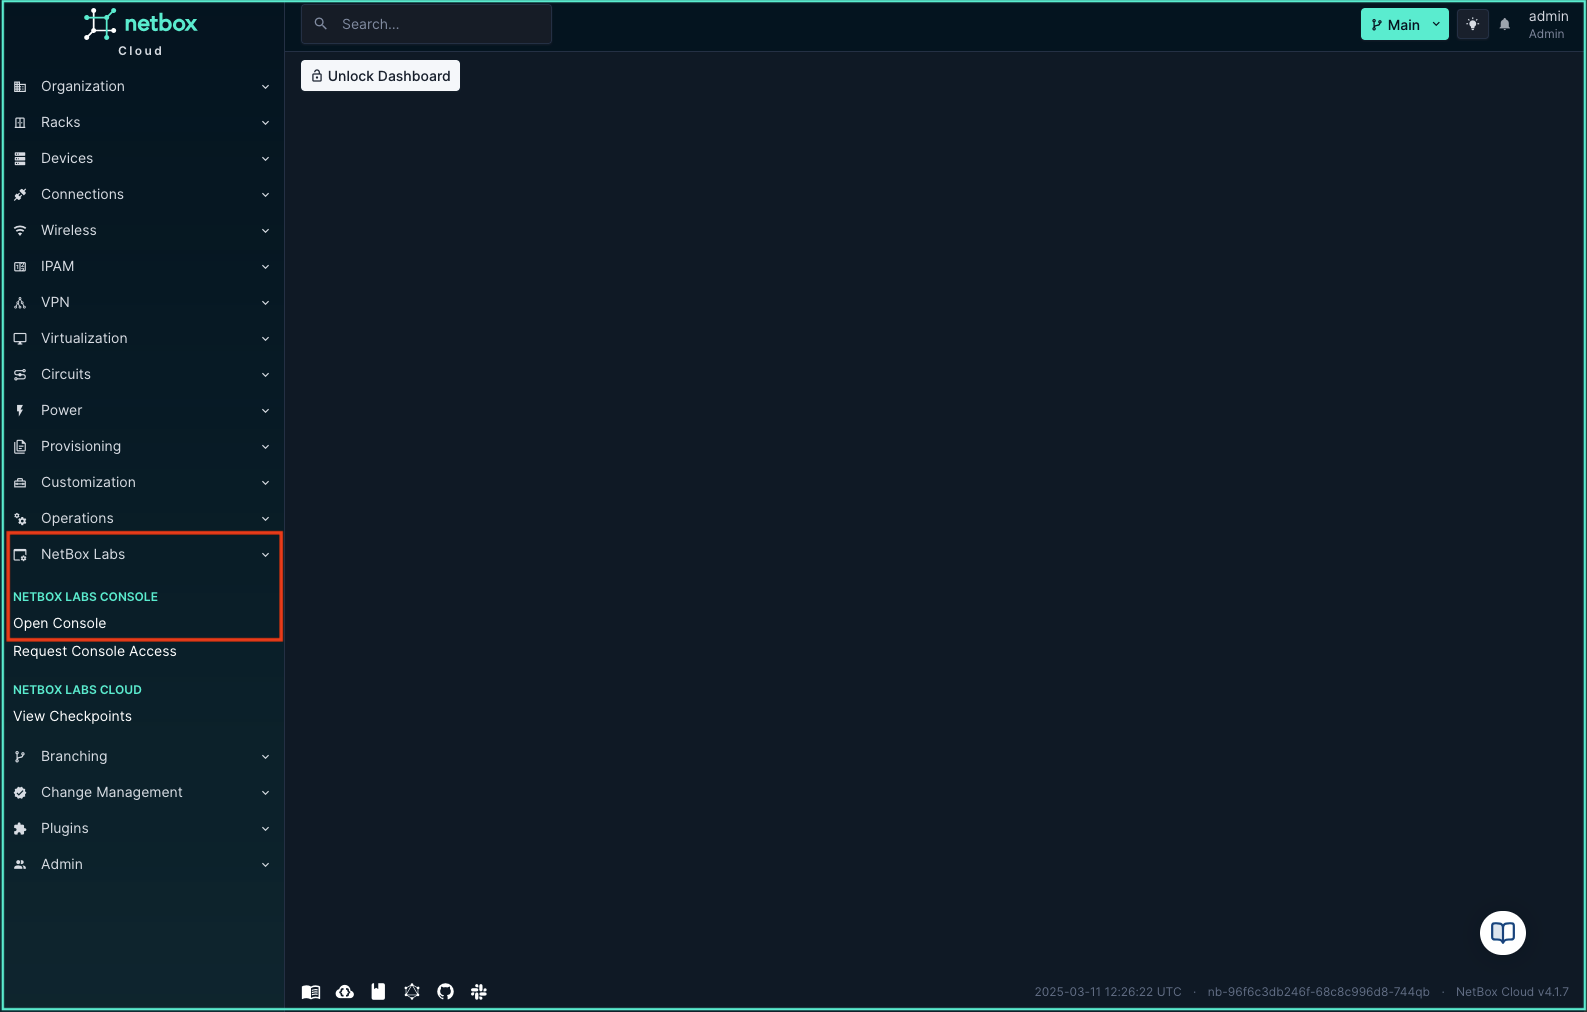 netbox
Cloud
Search...
Main
admin
Admin
Unlock Dashboard
Organization
Racks
Devices
Connections
Wireless
IPAM
VPN
Virtualization
Circuits
Power
Provisioning
Customization
Operations
NetBox Labs
NETBOX LABS CONSOLE
Open Console
Request Console Access
NETBOX LABS CLOUD
View Checkpoints
Branching
Change Management
Plugins
Admin
2025-03-11 12:26:22 UTC · nb-96f6c3db246f-68c8c996d8-744qb · NetBox Cloud v4.1.7